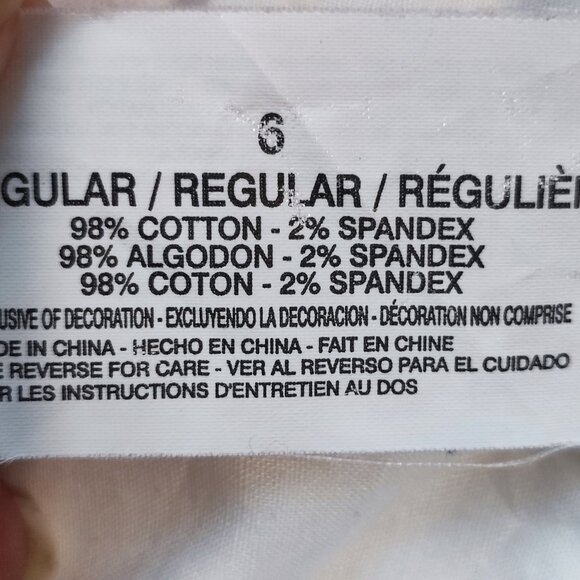 6
GULAR / REGULAR / RÉGULIÈ
98% COTTON - 2% SPANDEX
98% ALGODON - 2% SPANDEX
98% COTON - 2% SPANDEX
USIVE OF DECORATION - EXCLUYENDO LA DECORACION - DÉCORATION NON COMPRISE
DE IN CHINA - HECHO EN CHINA - FAIT EN CHINE
E REVERSE FOR CARE - VER AL REVERSO PARA EL CUIDADO
R LES INSTRUCTIONS D'ENTRETIEN AU DOS